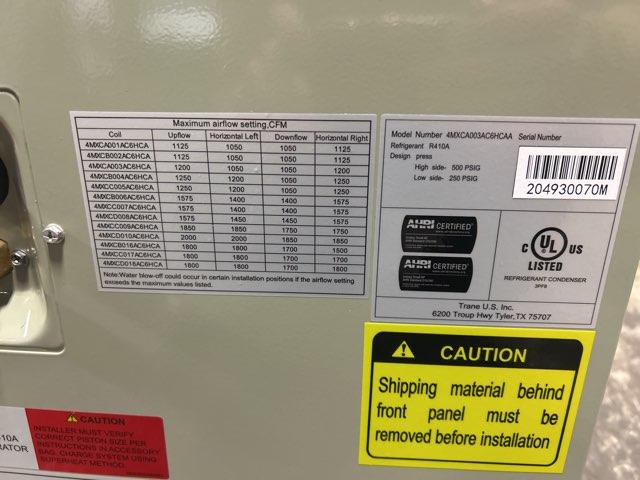 Maximum airflow setting,CFM
Coil Upflow Horizontal Left Downflow Horizontal Right
4MXCA001AC6HCA 1125 1050 1050 1125
4MXCB002AC6HCA 1125 1050 1050 1125
4MXCA003AC6HCA 1200 1050 1050 1200
4MXCB004AC6HCA 1250 1200 1050 1250
4MXCC005AC6HCA 1250 1200 1050 1250
4MXCB006AC6HCA 1575 1400 1400 1575
4MXCC007AC6HCA 1575 1400 1400 1575
4MXCD008AC6HCA 1575 1450 1450 1575
4MXCC009AC6HCA 1850 1850 1750 1750
4MXCD010AC6HCA 2000 2000 1850 1850
4MXCB016AC6HCA 1800 1800 1700 1500
4MXCC017AC6HCA 1800 1800 1700 1800
4MXCD018AC6HCA 1800 1800 1700 1800
Note:Water blow-off could occur in certain installation positions if the airflow setting
exceeds the maximum values listed.
Model Number 4MXCA003AC6HCAA Serial Number
Refrigerant R410A
Design press
High side- 500 PSIG
Low side- 250 PSIG
204930070M
AHRI CERTIFIED
AHRI CERTIFIED
C UL US
LISTED
REFRIGERANT CONDENSER
3PF8
Trane U.S. Inc.
6200 Troup Hwy Tyler,TX 75707
CAUTION
Shipping material behind
front panel must be
removed before installation
-10A
RATOR
CAUTION
INSTALLER MUST VERIFY
CORRECT PISTON SIZE PER
INSTRUCTIONS IN ACCESSORY
BAG. CHARGE SYSTEM USING
SUPERHEAT METHOD.